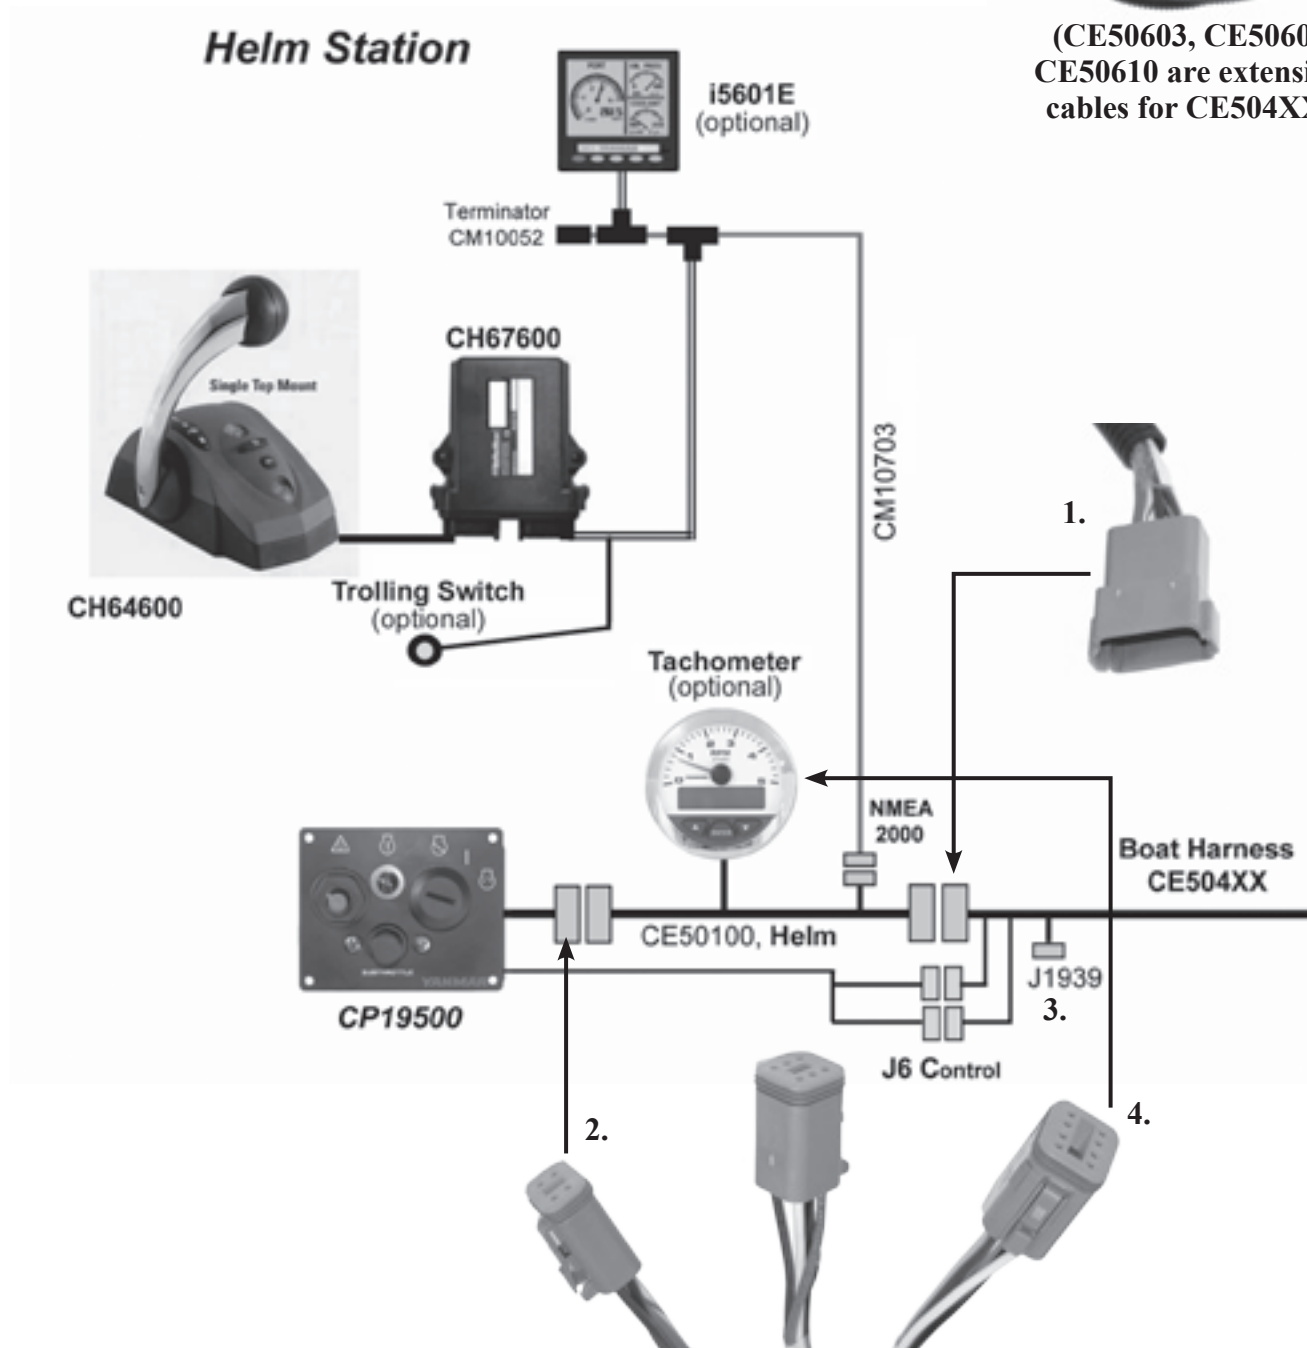 Helm Station
(CE50603, CE5060
CE50610 are extensi
cables for CE504XX
i5601E
(optional)
PORT
Terminator
CM10052
CH67600
Single Top Mount
CM10703
1.
Trolling Switch
(optional)
CH64600
Tachometer
(optional)
NMEA
2000
Boat Harness
CE504XX
CE50100, Helm
YANMAR
J1939
3.
CP19500
J6 Control
2.
4.